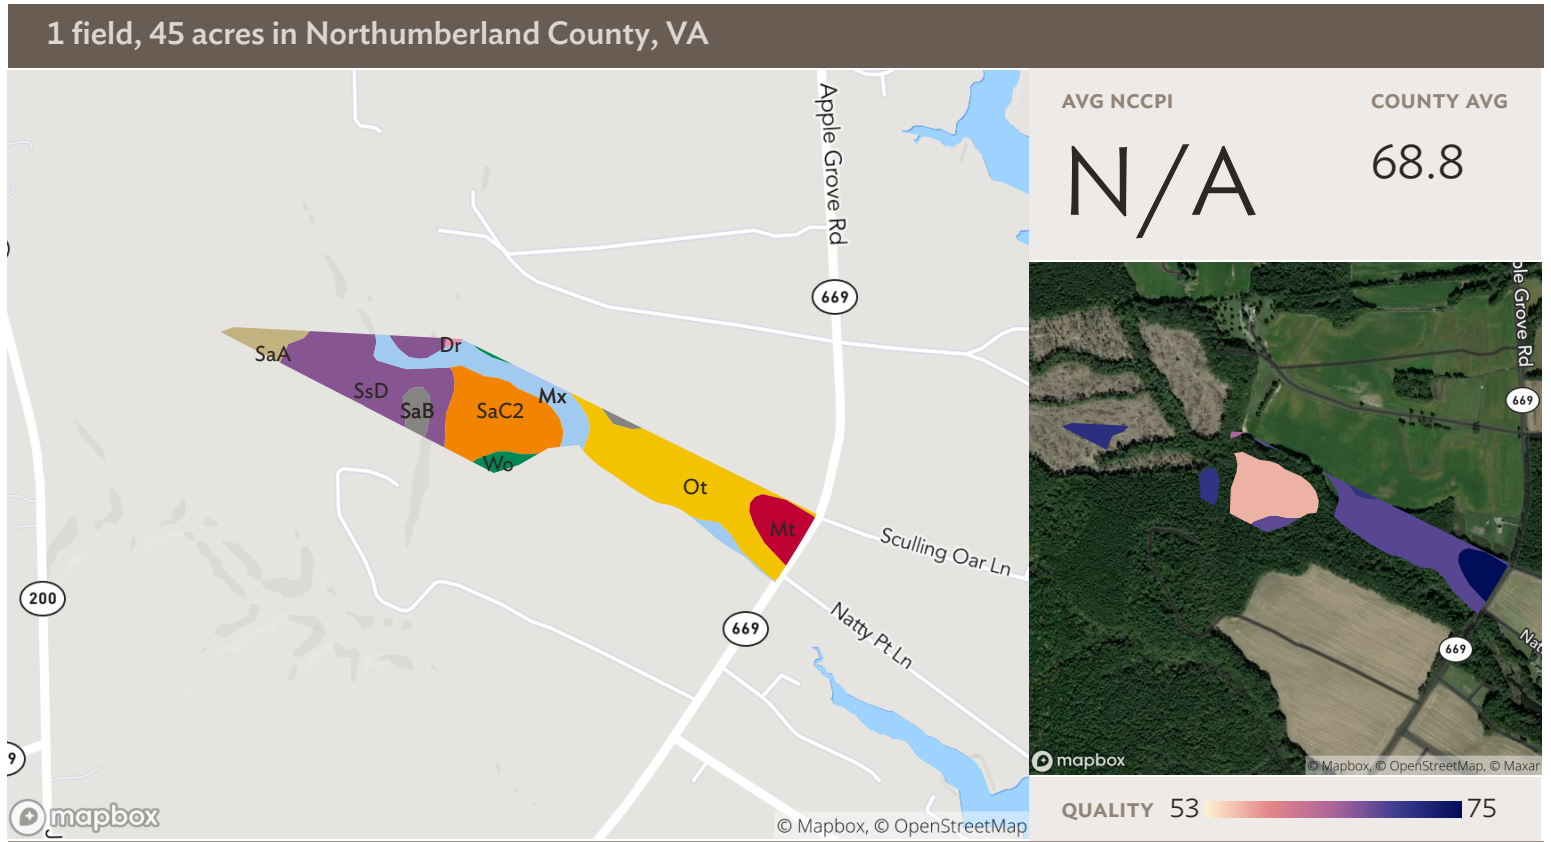 1 field, 45 acres in Northumberland County, VA
AVG NCCPI
COUNTY AVG
N/A
68.8
Apple Grove Rd
669
SaA
Dr
SsD
SaB
SaC2
Mx
Wo
Ot
Mt
Sculling Oar Ln
200
669
Natty Pt Ln
9
mapbox
© Mapbox, © OpenStreetMap
ple Grove Rd
669
669
Nat
mapbox
© Mapbox, © OpenStreetMap, © Maxar
QUALITY 53 75